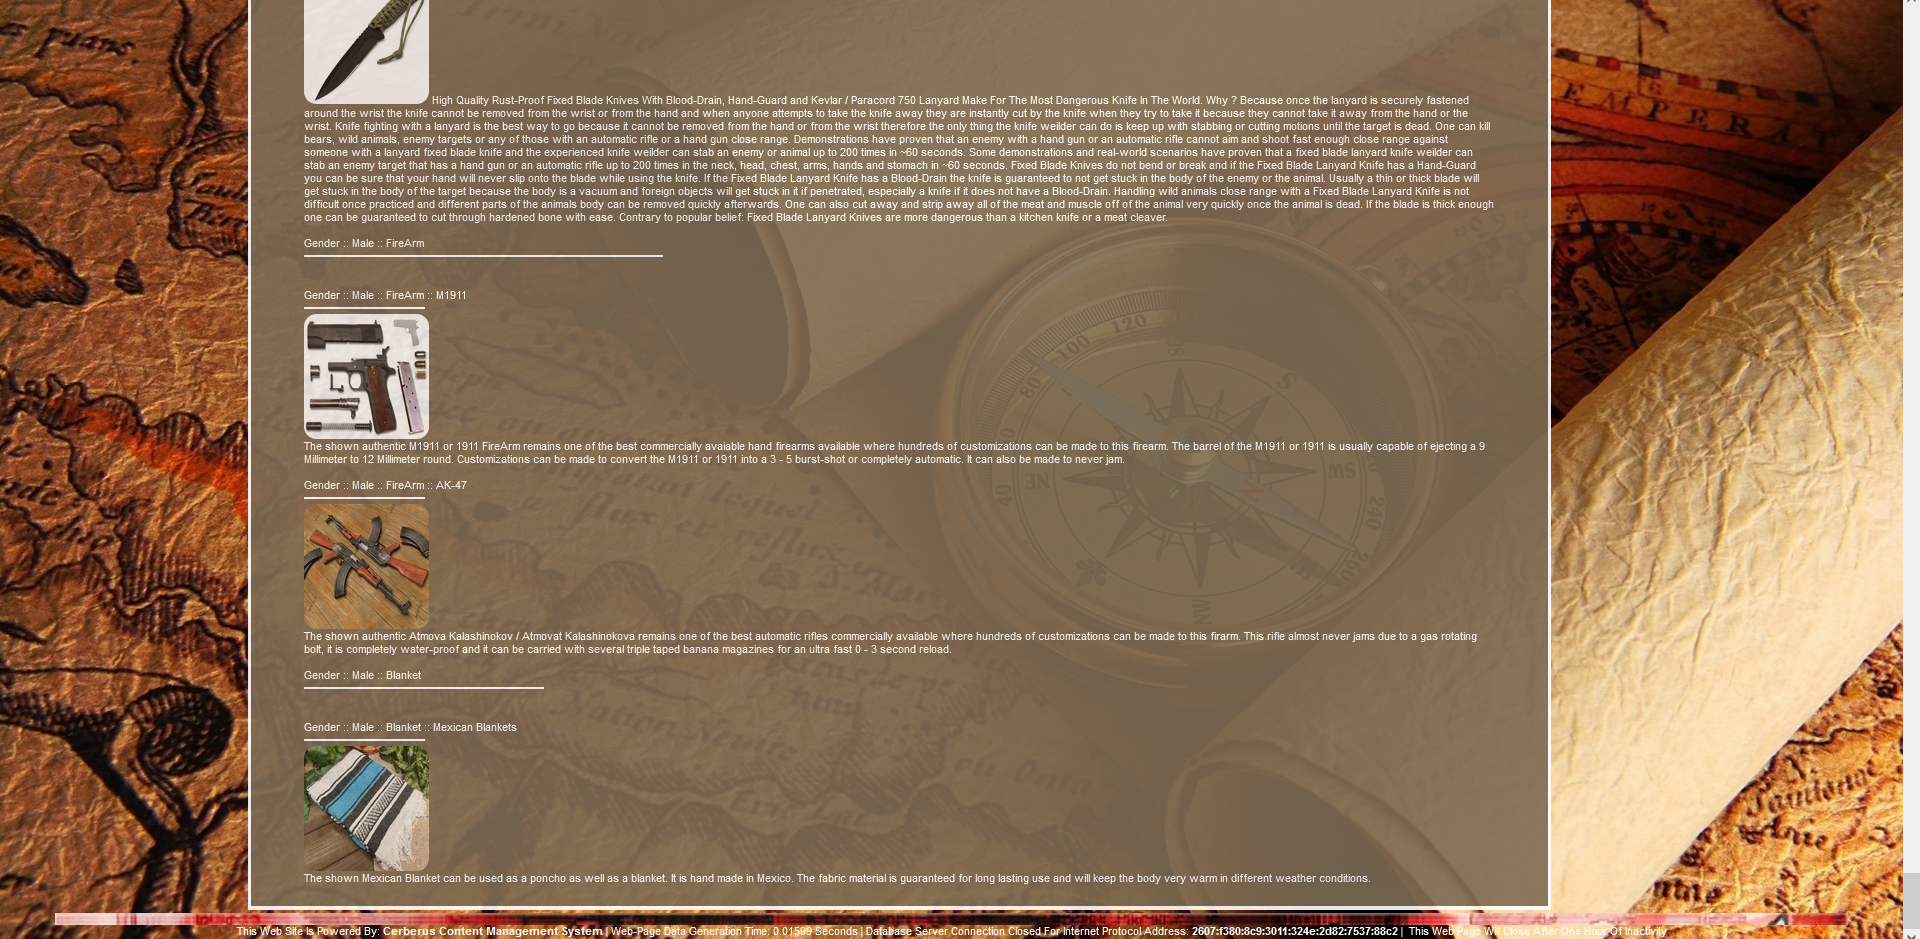 High Quality Rust-Proof Fixed Blade Knives With Blood-Drain, Hand-Guard and Kevlar / Paracord 750 Lanyard Make For The Most Dangerous Knife In The World. Why ? Because once the lanyard is securely fastened
around the wrist the knife cannot be removed from the wrist or from the hand and when anyone attempts to take the knife away they are instantly cut by the knife when they try to take it because they cannot take it away from the hand or the
wrist. Knife fighting with a lanyard is the best way to go because it cannot be removed from the hand or from the wrist therefore the only thing the knife weilder can do is keep up with stabbing or cutting motions until the target is dead. One can kill
bears, wild animals, enemy targets or any of those with an automatic rifle or a hand gun close range. Demonstrations have proven that an enemy with a hand gun or an automatic rifle cannot aim and shoot fast enough close range against
someone with a lanyard fixed blade knife and the experienced knife weilder can stab an enemy or animal up to 200 times in ~60 seconds. Some demonstrations and real-world scenarios have proven that a fixed blade lanyard knife weilder can
stab an enemy target that has a hand gun or an automatic rifle up to 200 times in the neck, head, chest, arms, hands and stomach in ~60 seconds. Fixed Blade Knives do not bend or break and if the Fixed Blade Lanyard Knife has a Hand-Guard
you can be sure that your hand will never slip onto the blade while using the knife. If the Fixed Blade Lanyard Knife has a Blood-Drain the knife is guaranteed to not get stuck in the body of the enemy or the animal. Usually a thin or thick blade will
get stuck in the body of the target because the body is a vacuum and foreign objects will get stuck in it if penetrated, especially a knife if it does not have a Blood-Drain. Handling wild animals close range with a Fixed Blade Lanyard Knife is not
difficult once practiced and different parts of the animals body can be removed quickly afterwards. One can also cut away and strip away all of the meat and muscle off of the animal very quickly once the animal is dead. If the blade is thick enough
one can be guaranteed to cut through hardened bone with ease. Contrary to popular belief: Fixed Blade Lanyard Knives are more dangerous than a kitchen knife or a meat cleaver.
Gender :: Male :: FireArm
Gender :: Male :: FireArm :: M1911
The shown authentic M1911 or 1911 FireArm remains one of the best commercially avaiable hand firearms available where hundreds of customizations can be made to this firearm. The barrel of the M1911 or 1911 is usually capable of ejecting a 9
Millimeter to 12 Millimeter round. Customizations can be made to convert the M1911 or 1911 into a 3 - 5 burst-shot or completely automatic. It can also be made to never jam.
Gender :: Male :: FireArm :: AK-47
The shown authentic Atmova Kalashinokov / Atmovat Kalashinokova remains one of the best automatic rifles commercially available where hundreds of customizations can be made to this firarm. This rifle almost never jams due to a gas rotating
bolt, it is completely water-proof and it can be carried with several triple taped banana magazines for an ultra fast 0 - 3 second reload.
Gender :: Male :: Blanket
Gender :: Male :: Blanket :: Mexican Blankets
The shown Mexican Blanket can be used as a poncho as well as a blanket. It is hand made in Mexico. The fabric material is guaranteed for long lasting use and will keep the body very warm in different weather conditions.
This Web Site Is Powered By: Cerberus Content Management System | Web-Page Data Generation Time: 0.01599 Seconds | Database Server Connection Closed For Internet Protocol Address: 2607:f380:8c9:3011:324e:2d82:7537:88c2 | This Web Page Will Close After One Hour Of Inactivity